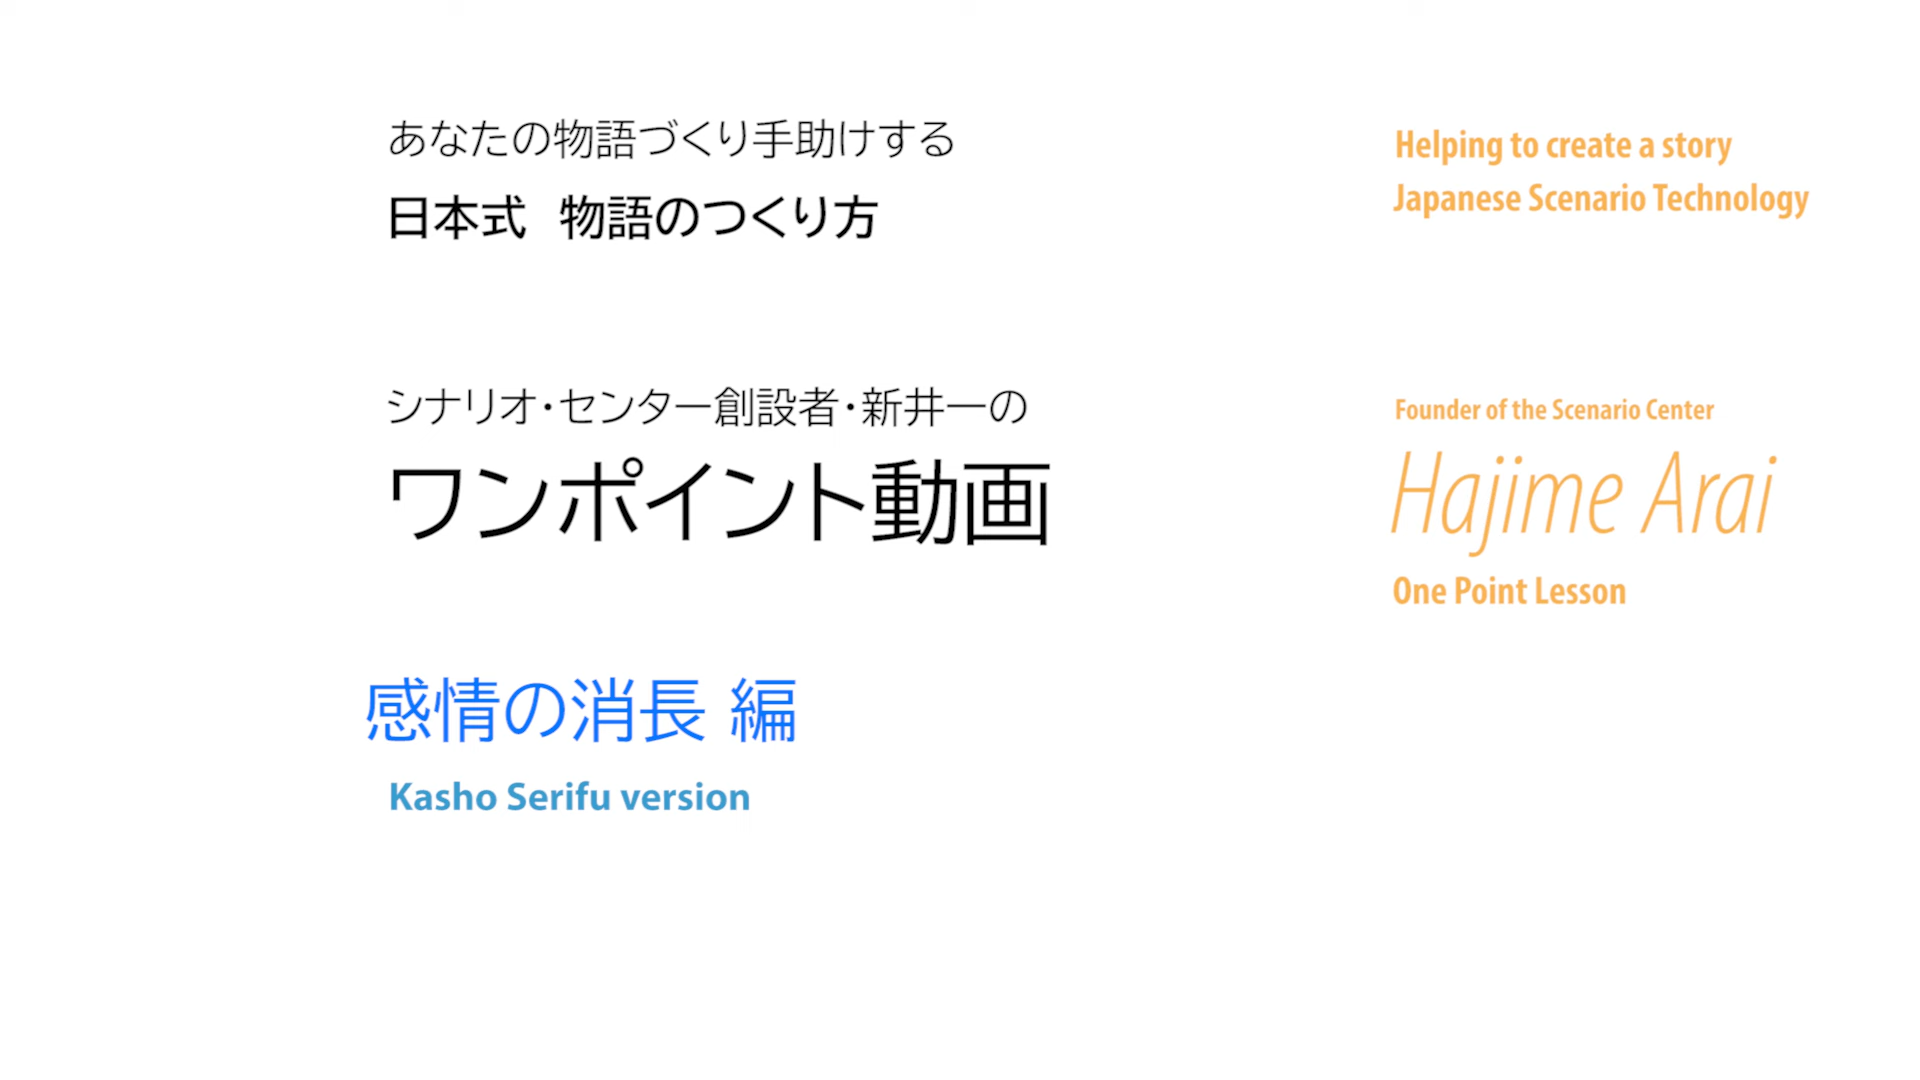 あなたの物語づくり手助けする
日本式 物語のつくり方
シナリオ・センター創設者・新井一の
ワンポイント動画
感情の消長 編
Kasho Serifu version
Helping to create a story
Japanese Scenario Technology
Founder of the Scenario Center
Hajime Arai
One Point Lesson